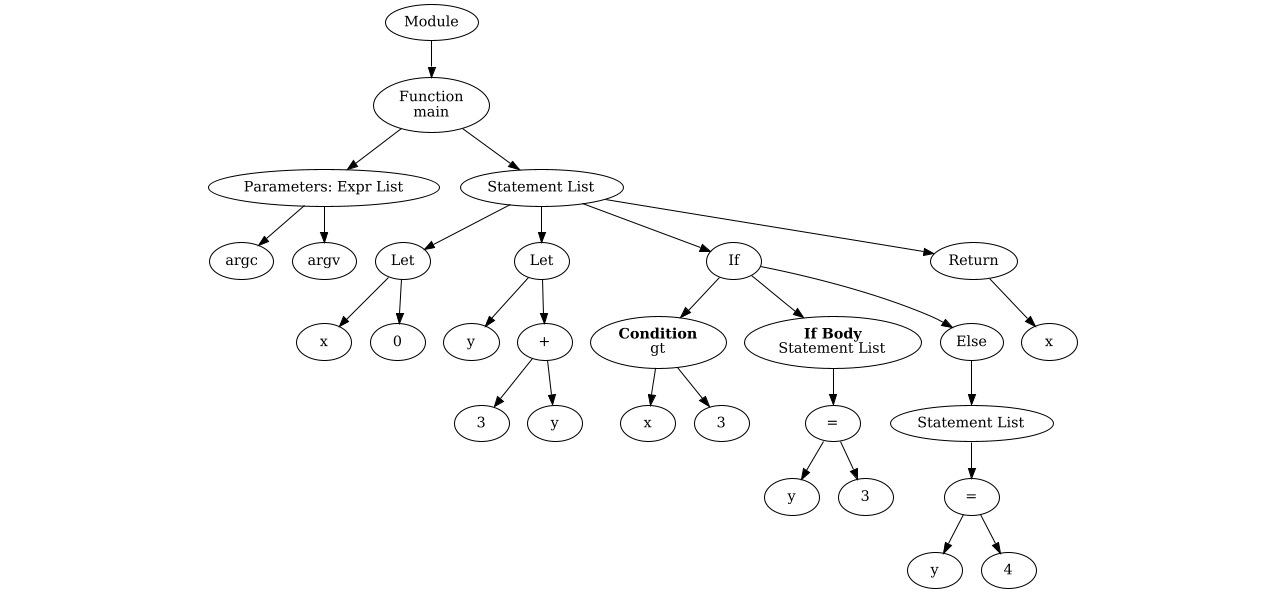 Module
Function
main
Parameters: Expr List
Statement List
argc
argv
Let
Let
If
Return
x
0
y
+
Condition
gt
If Body
Statement List
Else
x
3
y
x
3
=
Statement List
y
3
=
y
4